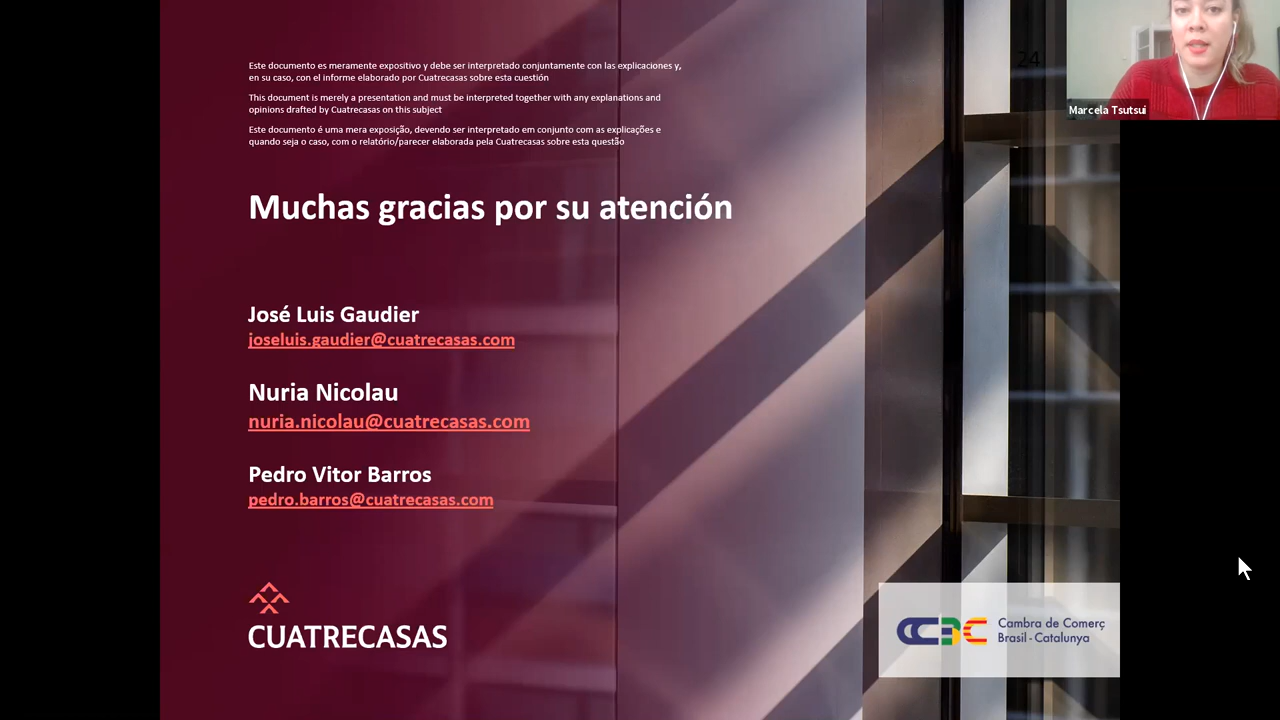 Este documento es meramente expositivo y debe ser interpretado conjuntamente con las explicaciones y,
en su caso, con el informe elaborado por Cuatrecasas sobre esta cuestión
This document is merely a presentation and must be interpreted together with any explanations and
opinions drafted by Cuatrecasas on this subject
Este documento é uma mera exposição, devendo ser interpretado em conjunto com as explicações e
quando seja o caso, com o relatório/parecer elaborada pela Cuatrecasas sobre esta questão
24
Marcela Tsutsui
Muchas gracias por su atención
José Luis Gaudier
joseluis.gaudier@cuatrecasas.com
Nuria Nicolau
nuria.nicolau@cuatrecasas.com
Pedro Vitor Barros
pedro.barros@cuatrecasas.com
CUATRECASAS
CCBC
Cambra de Comerç
Brasil - Catalunya